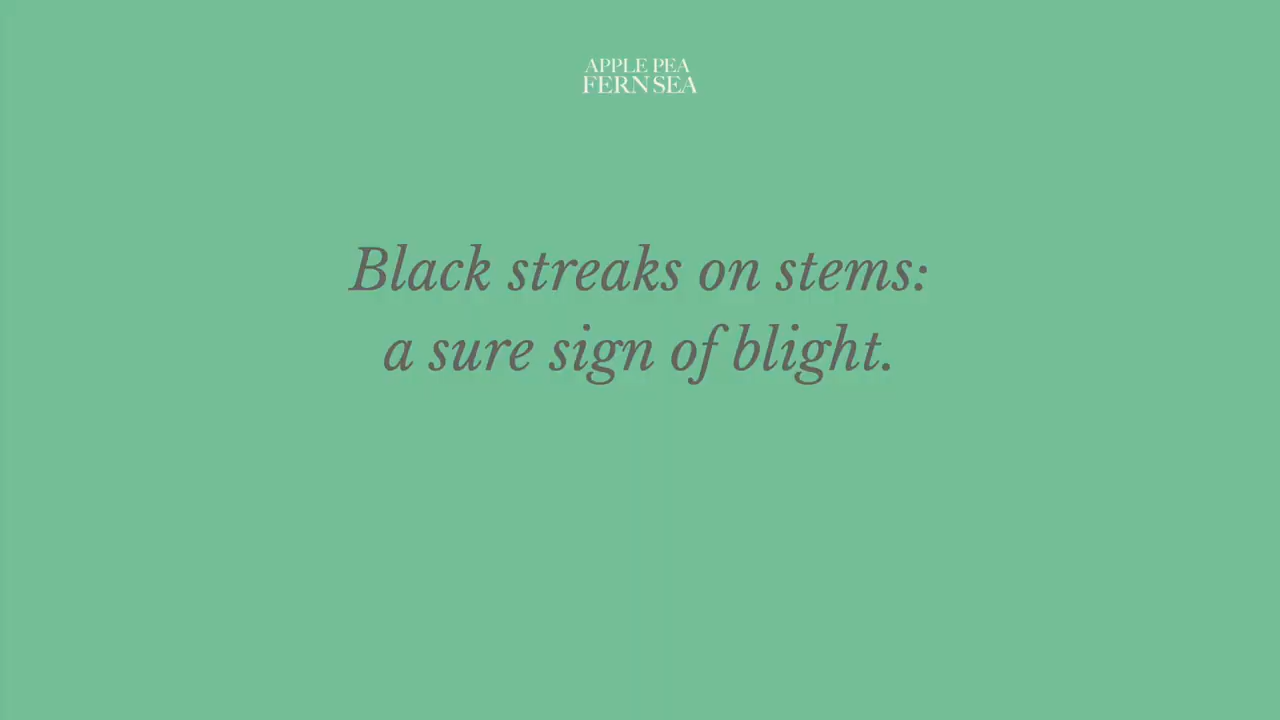 APPLE PEA
FERN SEA
Black streaks on stems:
a sure sign of blight.